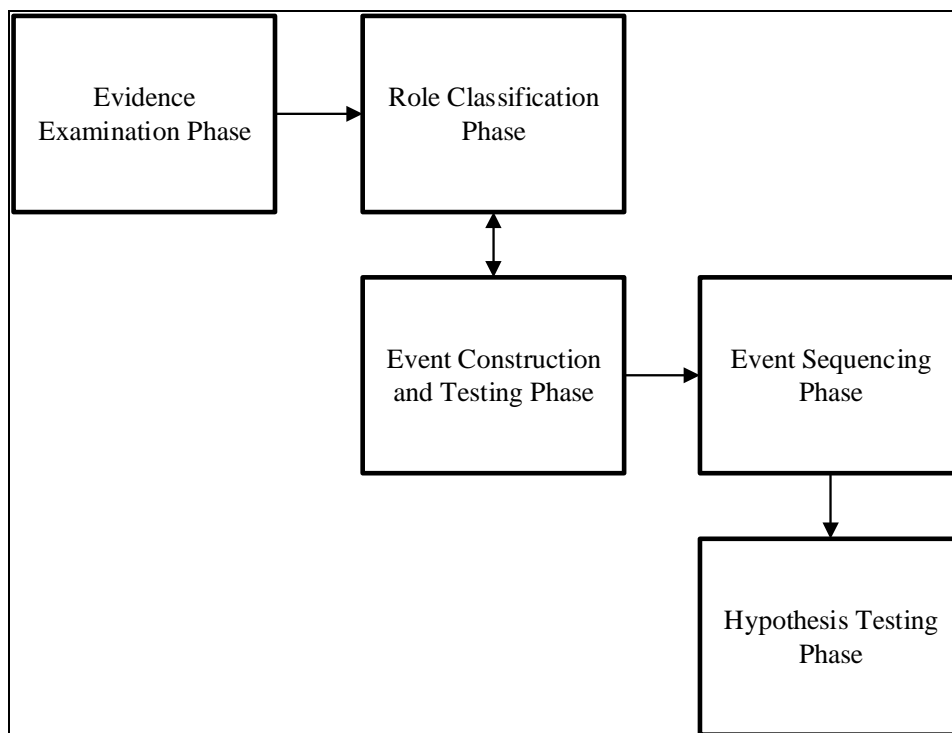 Evidence
Examination Phase
Role Classification
Phase
Event Construction
and Testing Phase
Event Sequencing
Phase
Hypothesis Testing
Phase